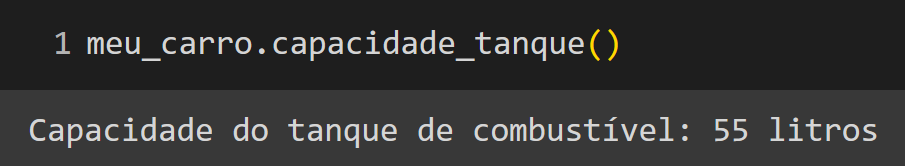 1 meu_carro.capacidade_tanque()
Capacidade do tanque de combustível: 55 litros